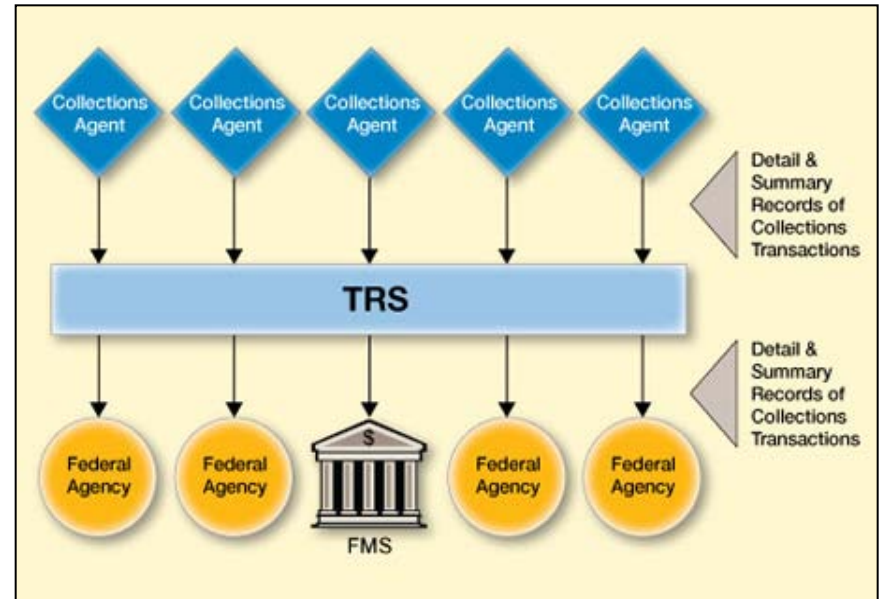 Collections
Agent
Collections
Agent
Collections
Agent
Collections
Agent
Collections
Agent
Detail &
Summary
Records of
Collections
Transactions
TRS
Detail &
Summary
Records of
Collections
Transactions
Federal
Agency
Federal
Agency
$
FMS
Federal
Agency
Federal
Agency